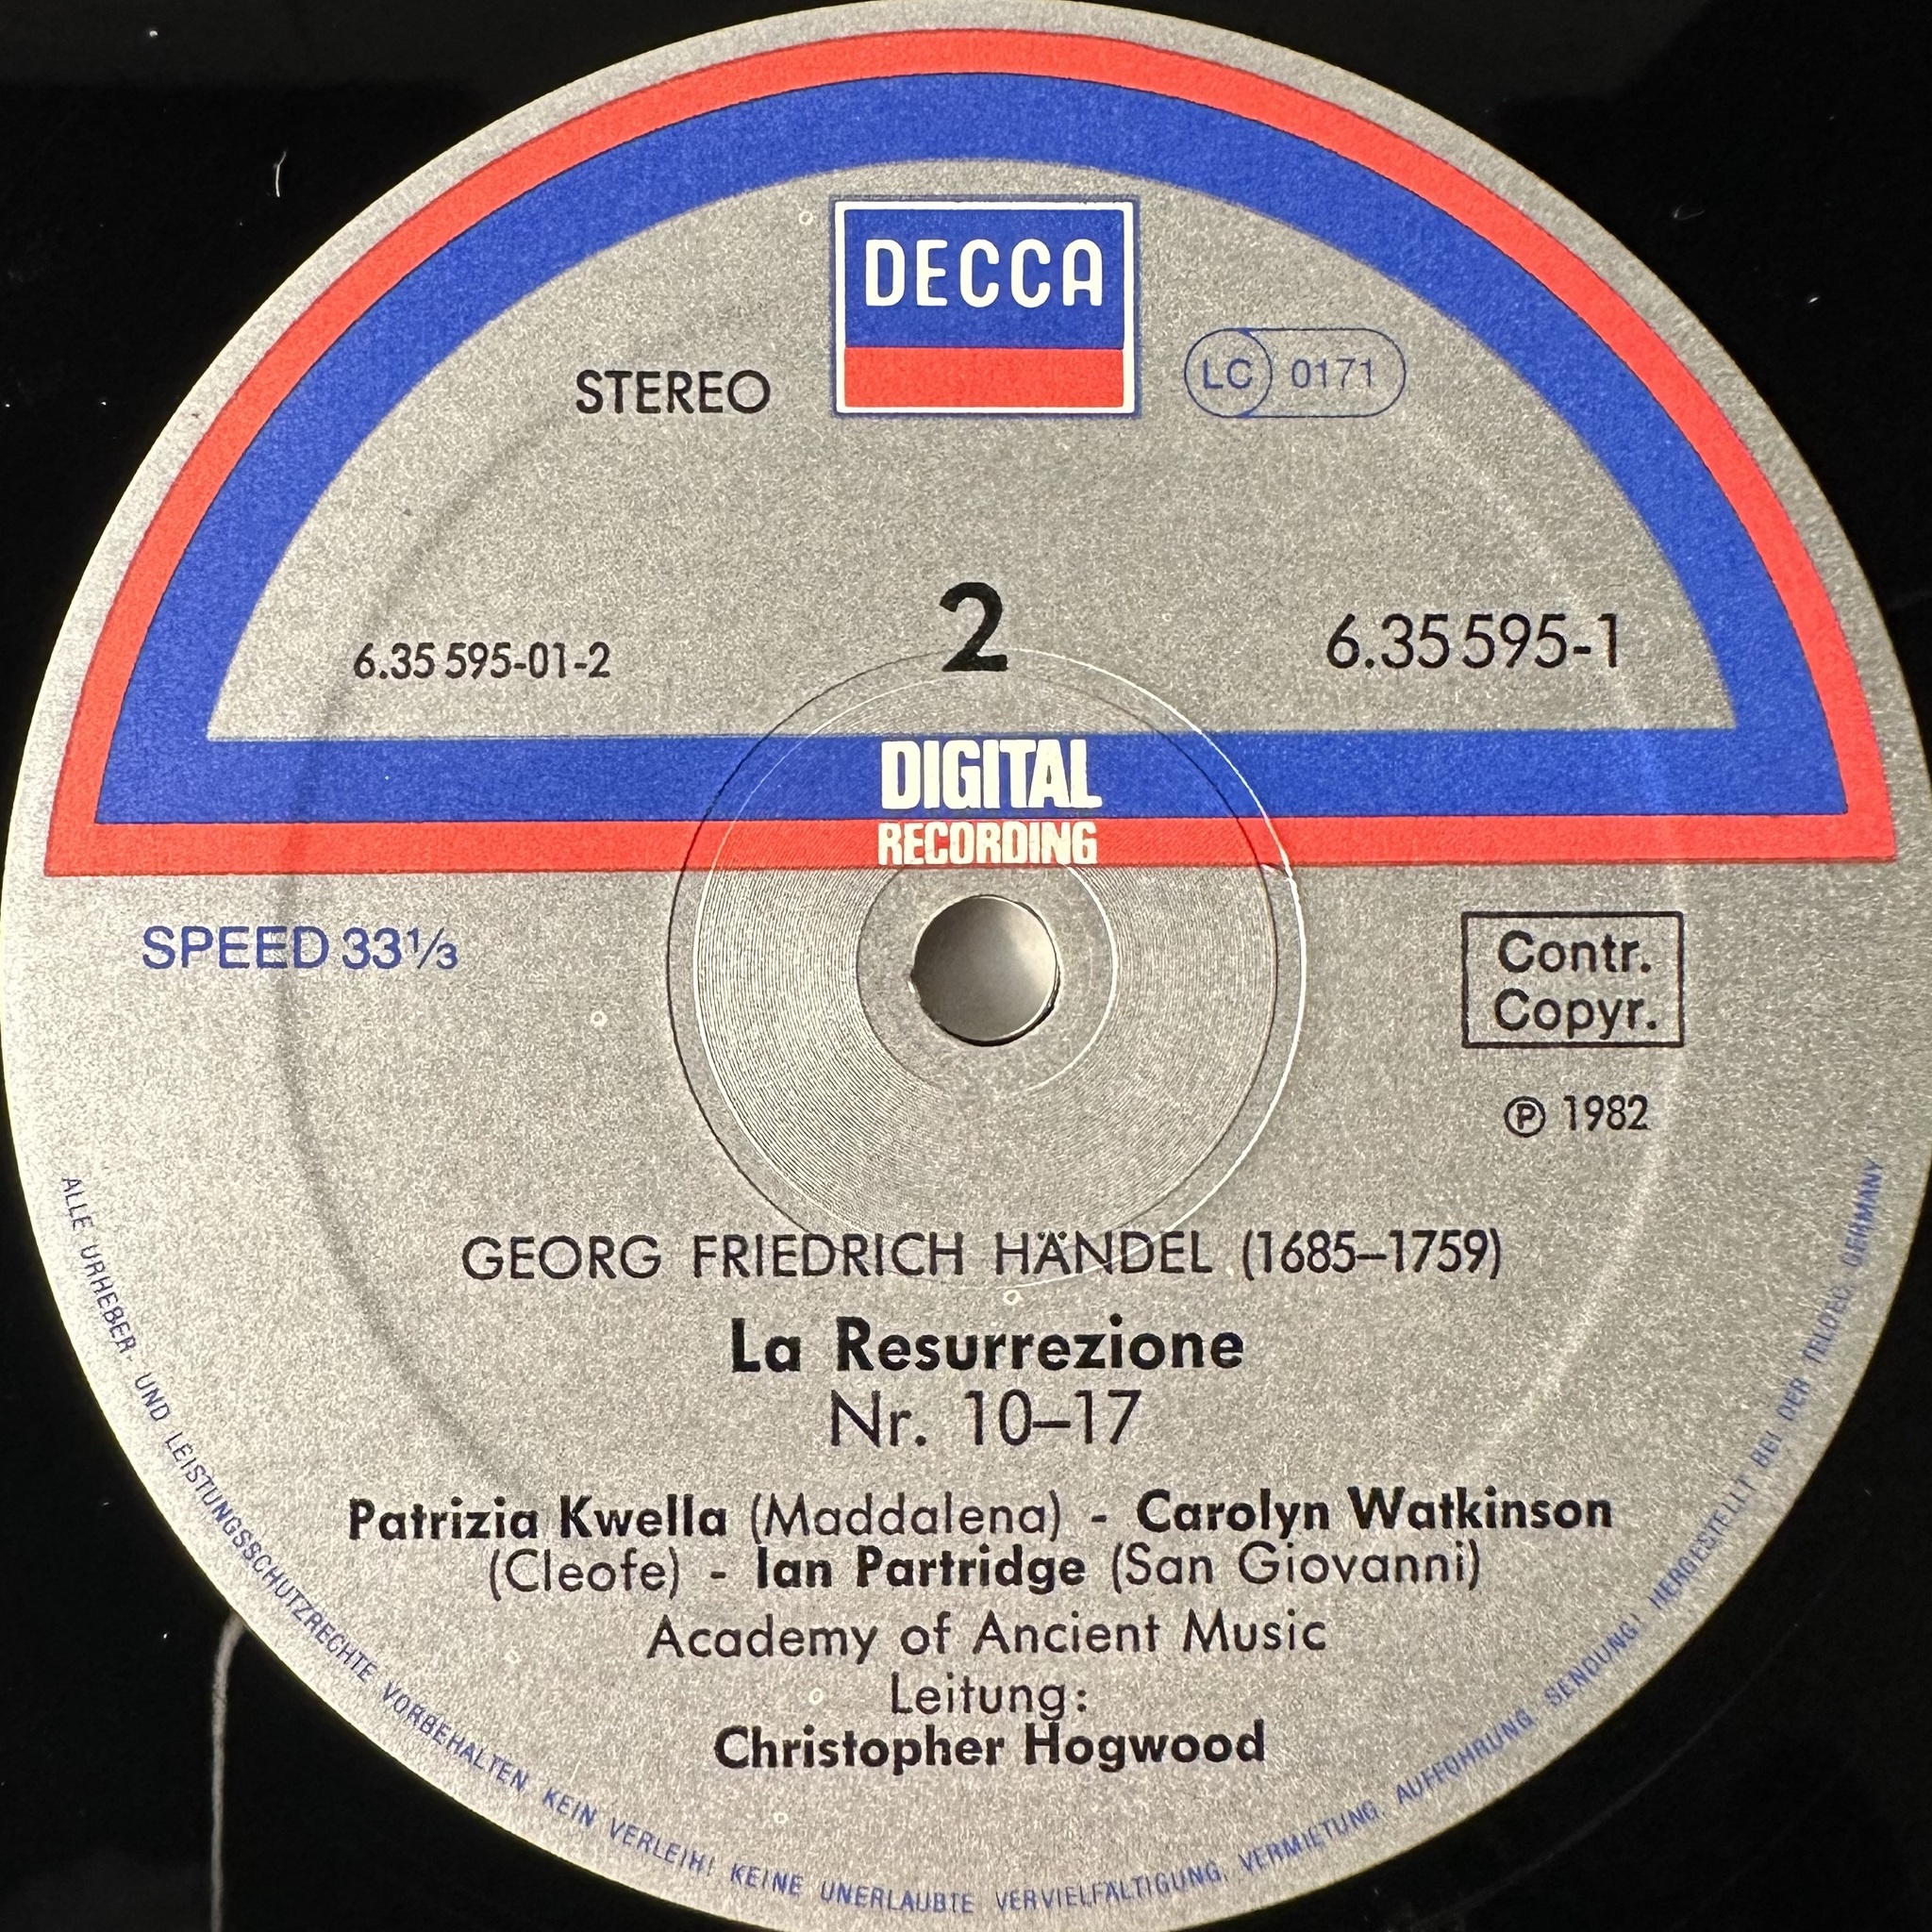 DECCA
STEREO
LC 0171
2
6.35 595-01-2
6.35 595-1
DIGITAL
RECORDING
SPEED 33⅓
Contr.
Copyr.
℗ 1982
GEORG FRIEDRICH HÄNDEL (1685–1759)
La Resurrezione
Nr. 10–17
Patrizia Kwella (Maddalena) - Carolyn Watkinson
(Cleofe) - Ian Partridge (San Giovanni)
Academy of Ancient Music
Leitung:
Christopher Hogwood
ALLE URHEBER- UND LEISTUNGSSCHUTZRECHTE VORBEHALTEN. KEIN VERLEIH! KEINE UNERLAUBTE VERVIELFÄLTIGUNG, VERMIETUNG, AUFFÜHRUNG, SENDUNG! HERGESTELLT BEI DER TELDEC, GERMANY